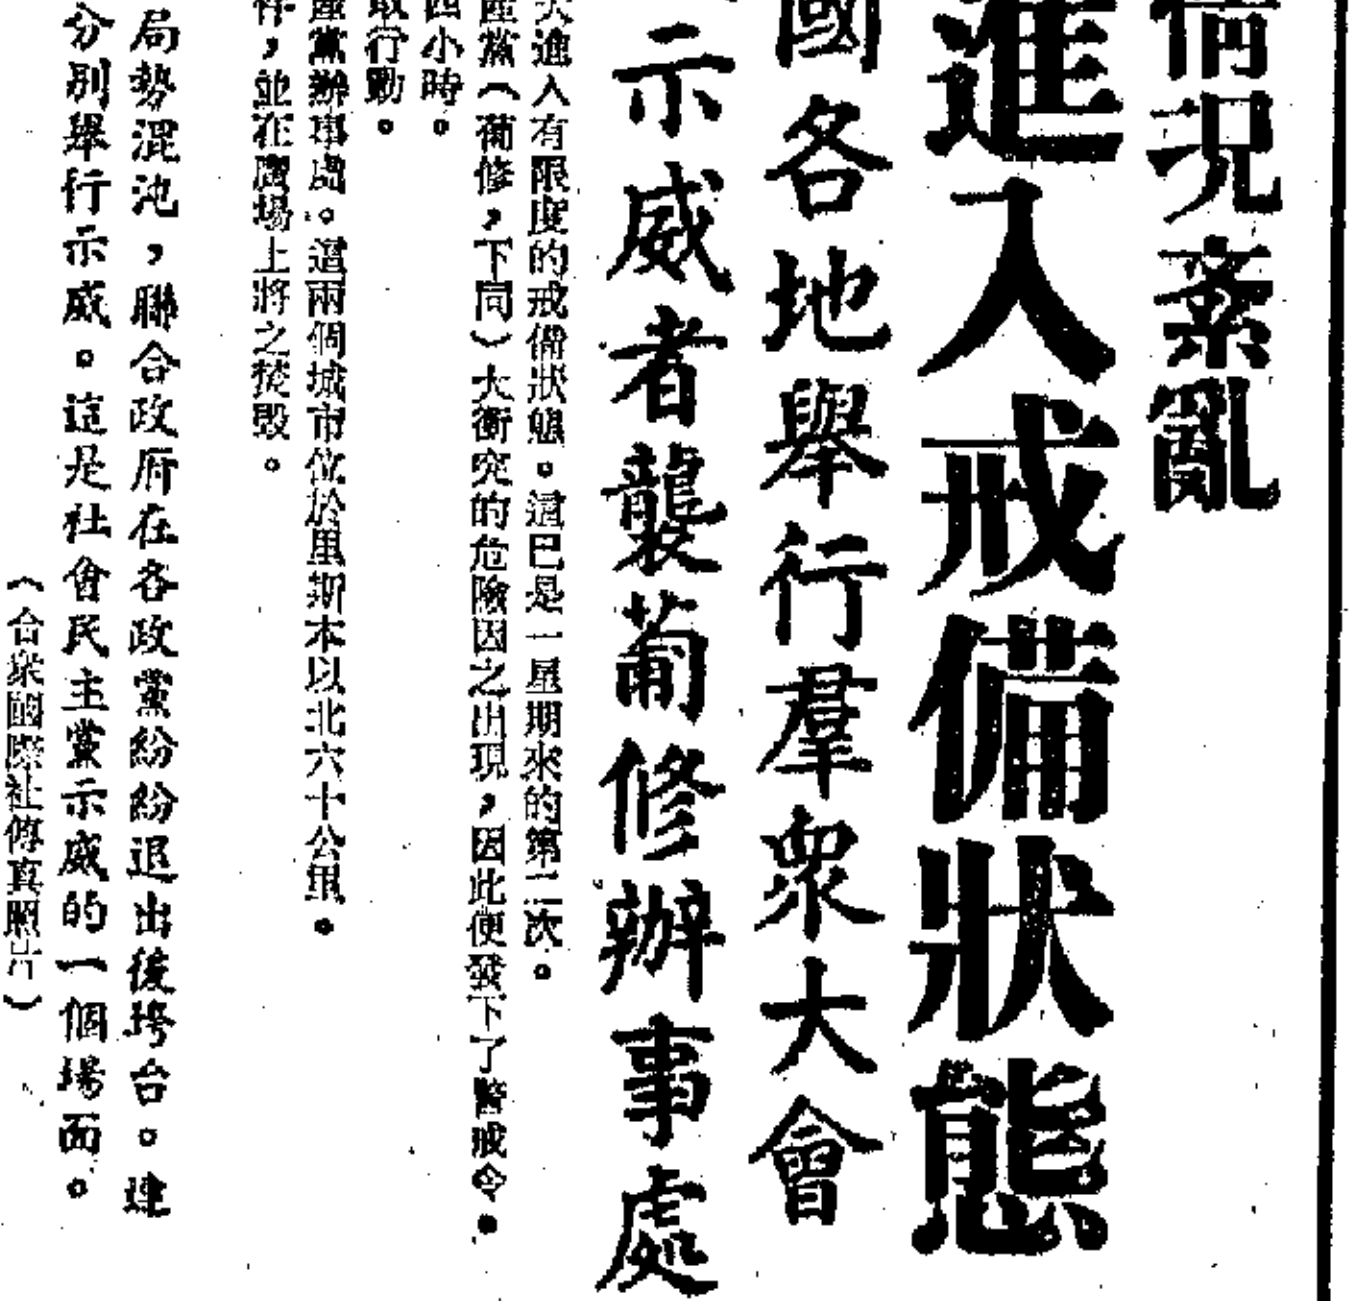 情況紊亂
進入戒備狀態
國各地舉行羣衆大會
示威者襲葡修辦事處
天進入有限度的戒備狀態。這巳是一星期來的第二次。
產黨(葡修,下同)大衝突的危險因之出現,因此便發下了警戒令。
四小時。
取行動。
產黨辦事處。這兩個城市位於里斯本以北六十公里。
件,並在廣場上將之焚毀。
局勢混沌,聯合政府在各政黨紛紛退出後垮台。連
分別舉行示威。這是社會民主黨示威的一個場面。
(合衆國際社傳真照片)